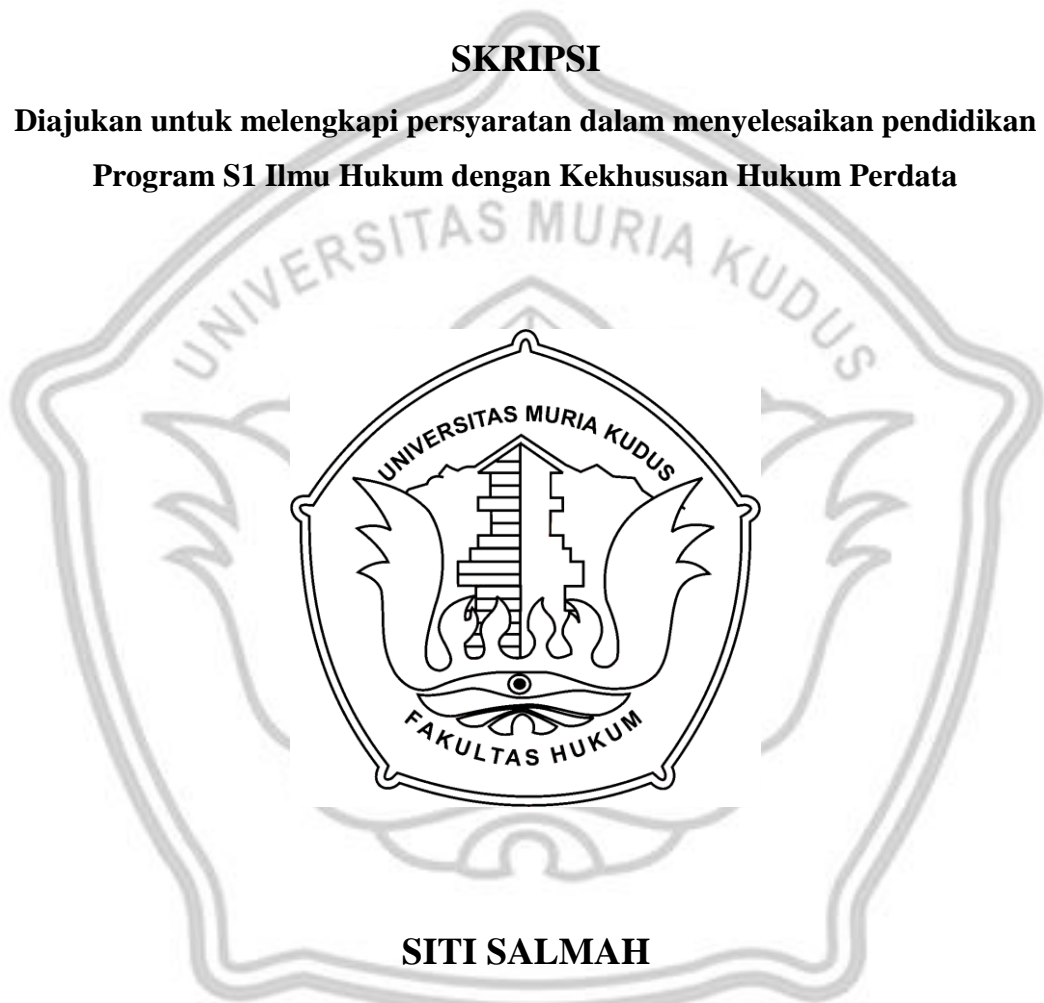 SKRIPSI
Diajukan untuk melengkapi persyaratan dalam menyelesaikan pendidikan
Program S1 Ilmu Hukum dengan Kekhususan Hukum Perdata
UNIVERSITAS MURIA KUDUS
UNIVERSITAS MURIA KUDUS
FAKULTAS HUKUM
SITI SALMAH